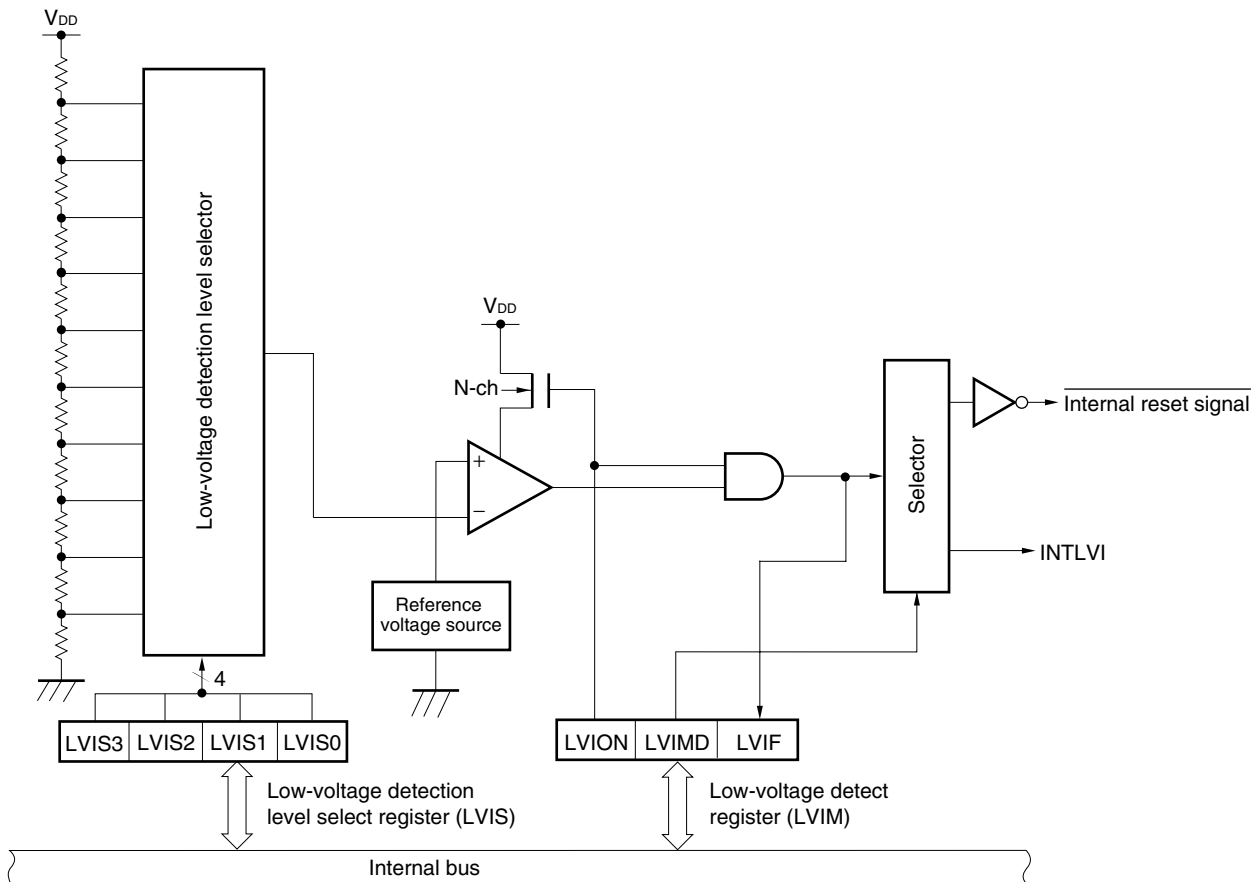 VDD
Low-voltage detection level selector
4
LVIS3 LVIS2 LVIS1 LVIS0
Low-voltage detection
level select register (LVIS)
VDD
N-ch
+
−
Reference
voltage source
LVION LVIMD LVIF
Low-voltage detect
register (LVIM)
Selector
Internal reset signal
INTLVI
Internal bus